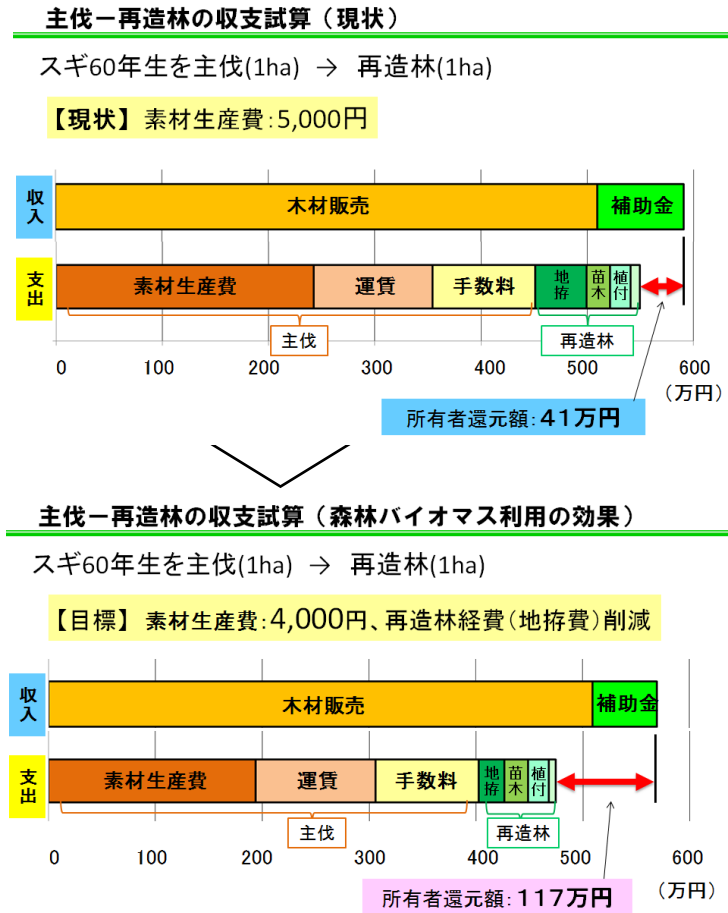 主伐ー再造林の収支試算（現状）
スギ60年生を主伐(1ha) → 再造林(1ha)
【現状】素材生産費：5,000円
収入
木材販売
補助金
支出
素材生産費
運賃
手数料
地拵
苗木
植付
主伐
再造林
0 100 200 300 400 500 600
（万円）
所有者還元額：41万円
主伐ー再造林の収支試算（森林バイオマス利用の効果）
スギ60年生を主伐(1ha) → 再造林(1ha)
【目標】素材生産費：4,000円、再造林経費（地拵費）削減
収入
木材販売
補助金
支出
素材生産費
運賃
手数料
地拵
苗木
植付
主伐
再造林
0 100 200 300 400 500 600
（万円）
所有者還元額：117万円